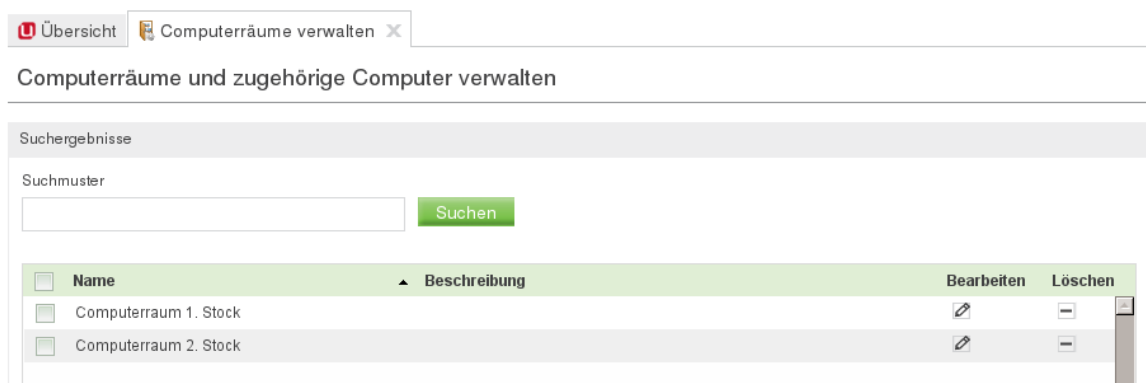 Übersicht Computerräume verwalten
Computerräume und zugehörige Computer verwalten
Suchergebnisse
Suchmuster
Suchen
Name Beschreibung Bearbeiten Löschen
Computerraum 1. Stock
Computerraum 2. Stock